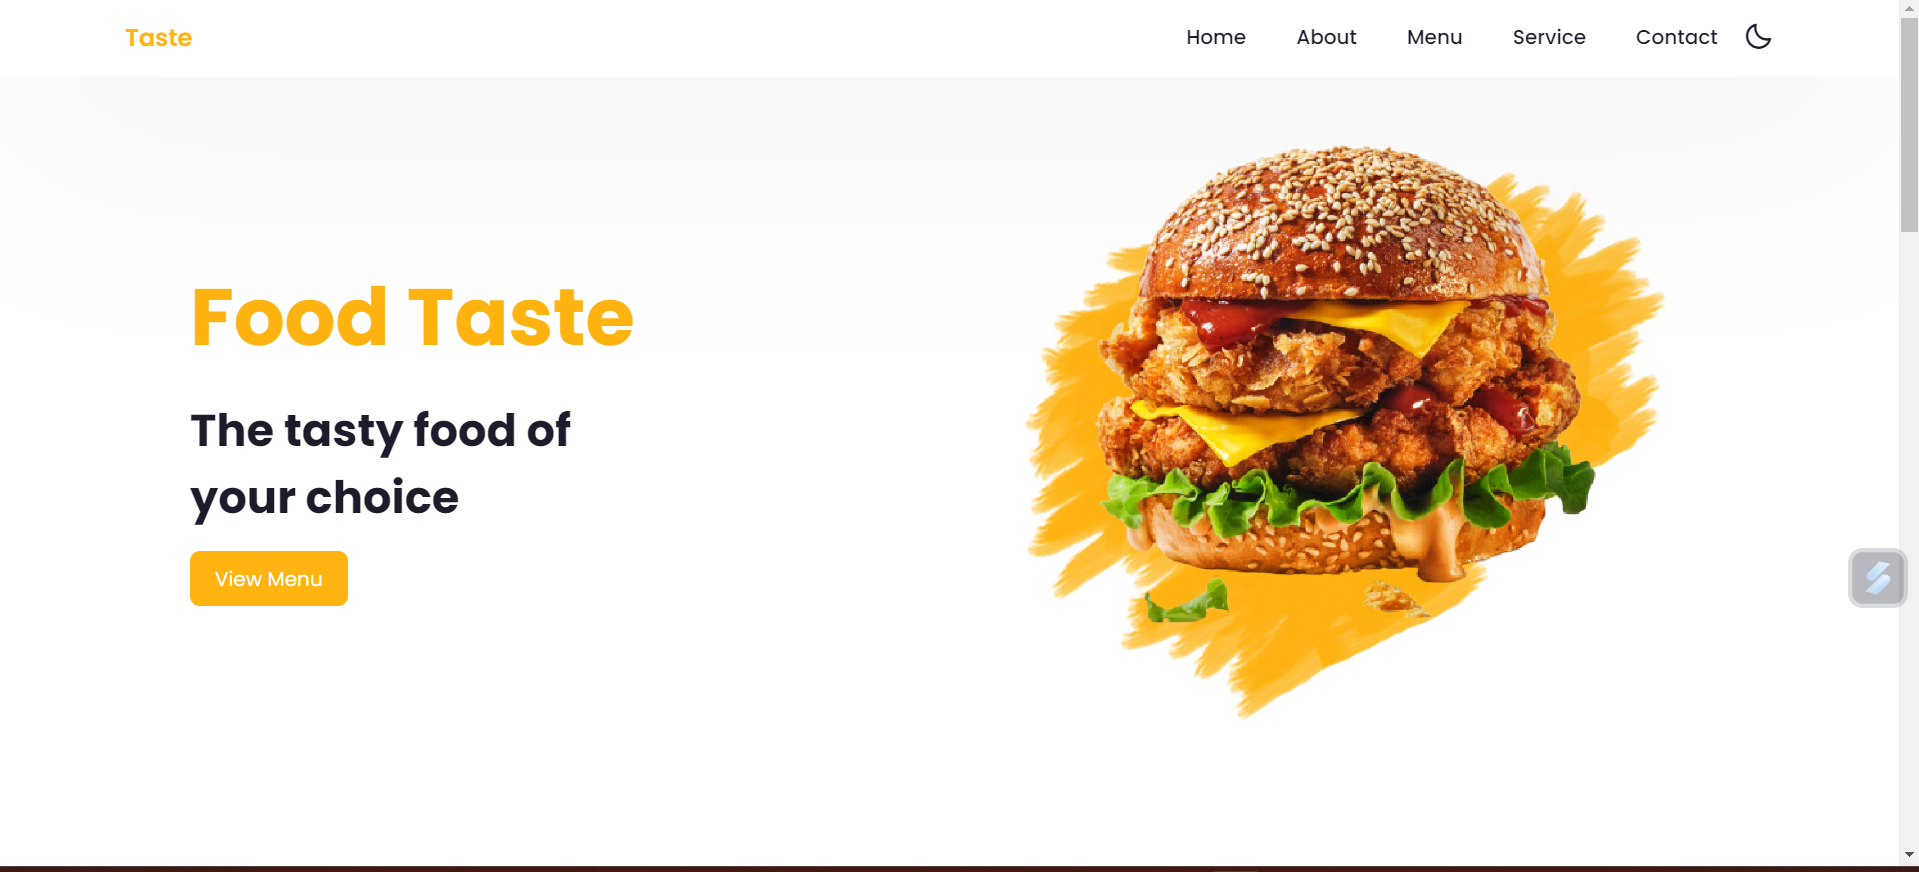 Taste
Home About Menu Service Contact
Food Taste
The tasty food of
your choice
View Menu